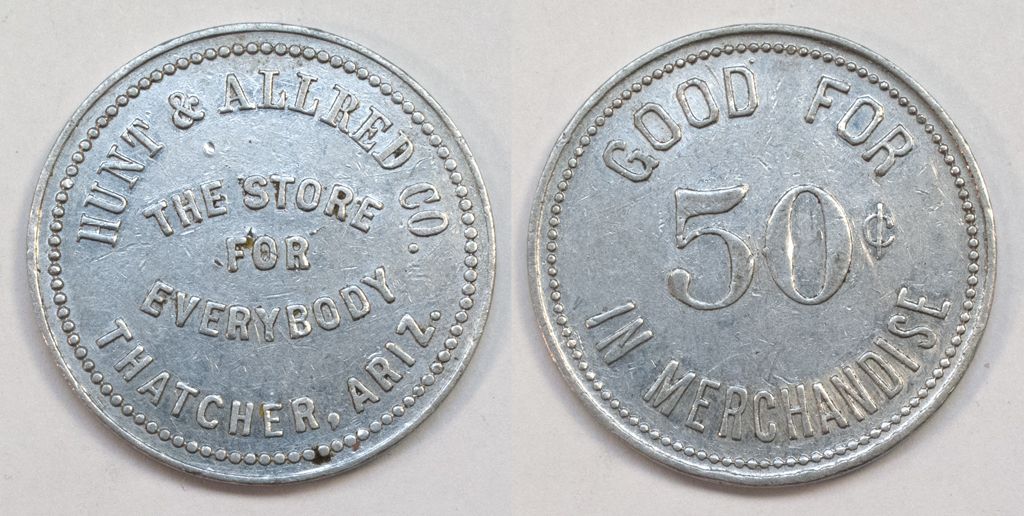 HUNT & ALLRED CO.
THE STORE
FOR
EVERYBODY
THATCHER, ARIZ.
GOOD FOR
50¢
IN MERCHANDISE